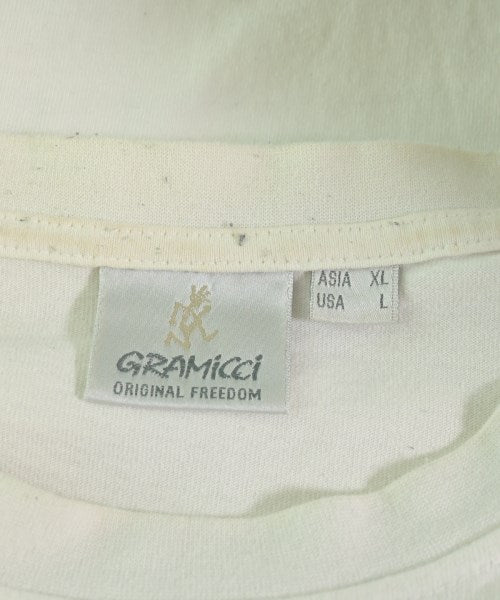 GRAMiCCi
ORIGINAL FREEDOM
ASIA XL
USA L